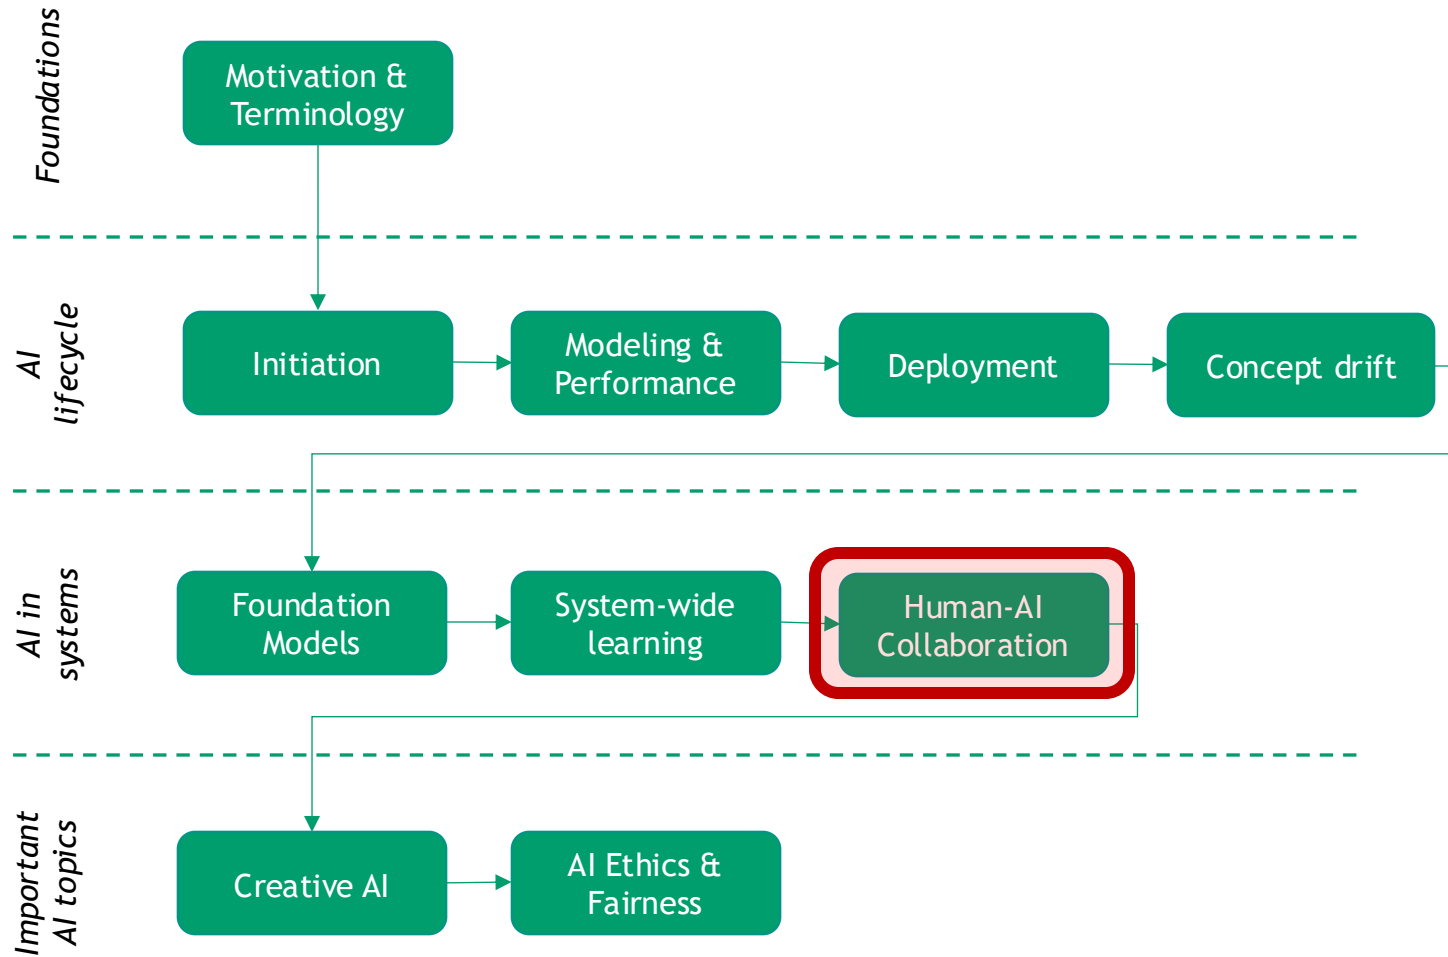 Foundations
Motivation &
Terminology
AI
lifecycle
Initiation
Modeling &
Performance
Deployment
Concept drift
AI in
systems
Foundation
Models
System-wide
learning
Human-AI
Collaboration
Important
AI topics
Creative AI
AI Ethics &
Fairness